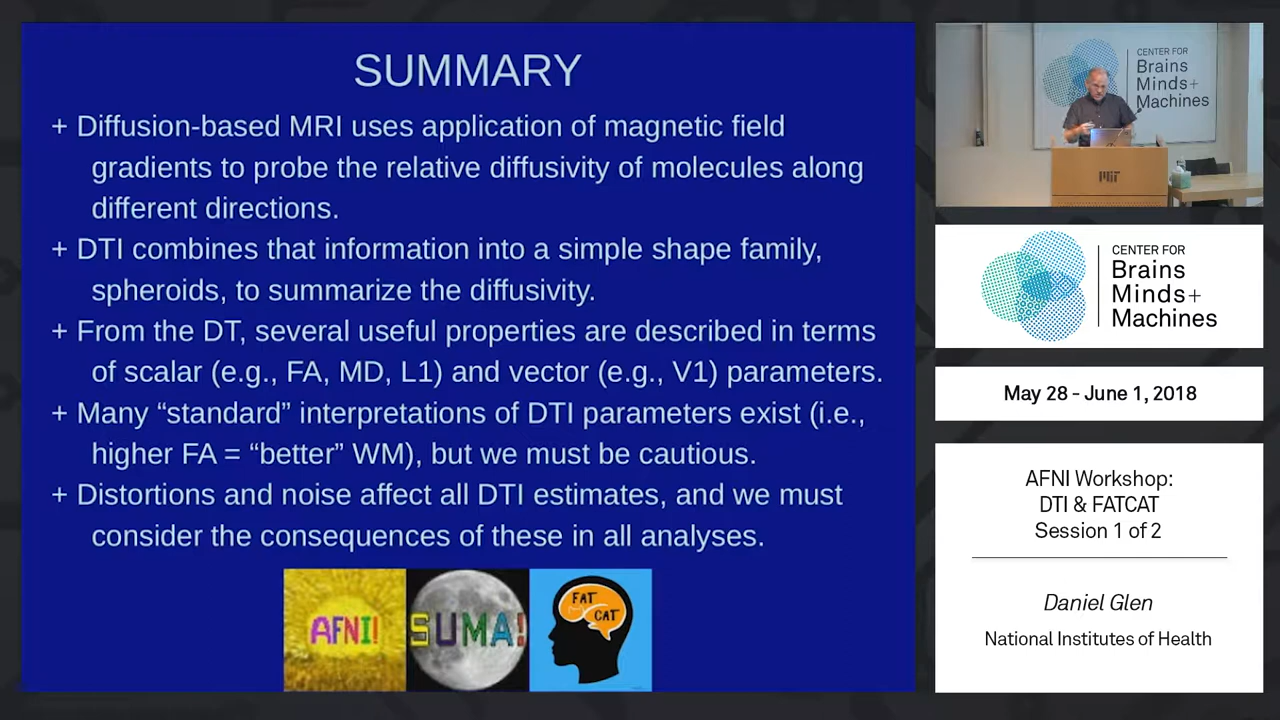 SUMMARY
+ Diffusion-based MRI uses application of magnetic field
gradients to probe the relative diffusivity of molecules along
different directions.
+ DTI combines that information into a simple shape family,
spheroids, to summarize the diffusivity.
+ From the DT, several useful properties are described in terms
of scalar (e.g., FA, MD, L1) and vector (e.g., V1) parameters.
+ Many “standard” interpretations of DTI parameters exist (i.e.,
higher FA = “better” WM), but we must be cautious.
+ Distortions and noise affect all DTI estimates, and we must
consider the consequences of these in all analyses.
AFNI!
SUMA!
FAT
CAT
CENTER FOR
Brains
Minds+
Machines
MIT
CENTER FOR
Brains
Minds+
Machines
May 28 - June 1, 2018
AFNI Workshop:
DTI & FATCAT
Session 1 of 2
Daniel Glen
National Institutes of Health